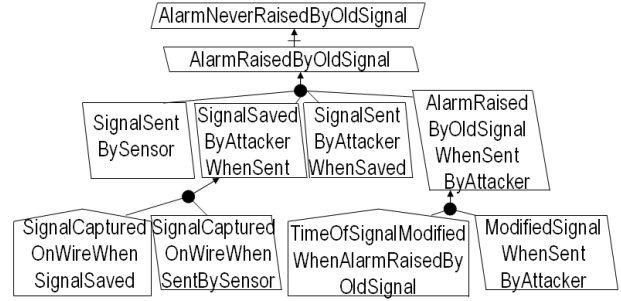 AlarmNeverRaisedByOldSignal
AlarmRaisedByOldSignal
SignalSent
BySensor
SignalSaved
ByAttacker
WhenSent
SignalSent
ByAttacker
WhenSaved
AlarmRaised
ByOldSignal
WhenSent
ByAttacker
SignalCaptured
OnWireWhen
SignalSaved
SignalCaptured
OnWireWhen
SentBySensor
TimeOfSignalModified
WhenAlarmRaisedBy
OldSignal
ModifiedSignal
WhenSent
ByAttacker